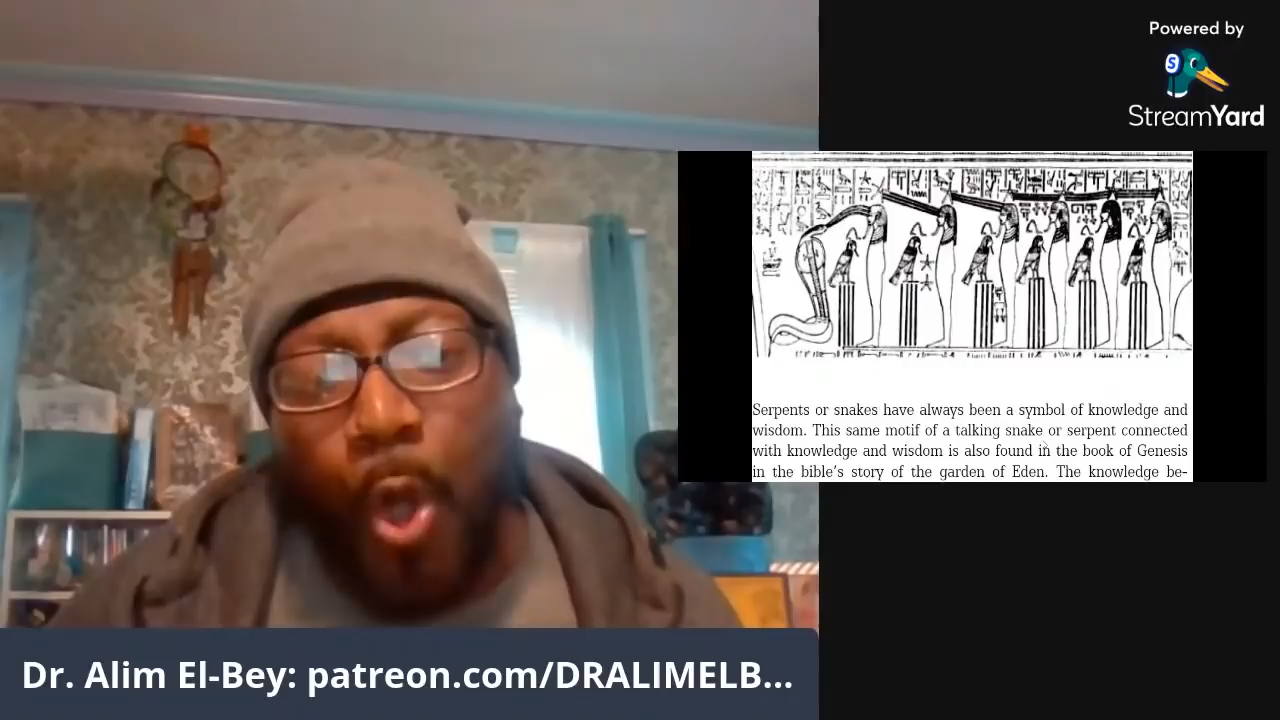 Powered by
S
StreamYard
Serpents or snakes have always been a symbol of knowledge and
wisdom. This same motif of a talking snake or serpent connected
with knowledge and wisdom is also found in the book of Genesis
in the bible's story of the garden of Eden. The knowledge be-
Dr. Alim El-Bey: patreon.com/DRALIMELB...